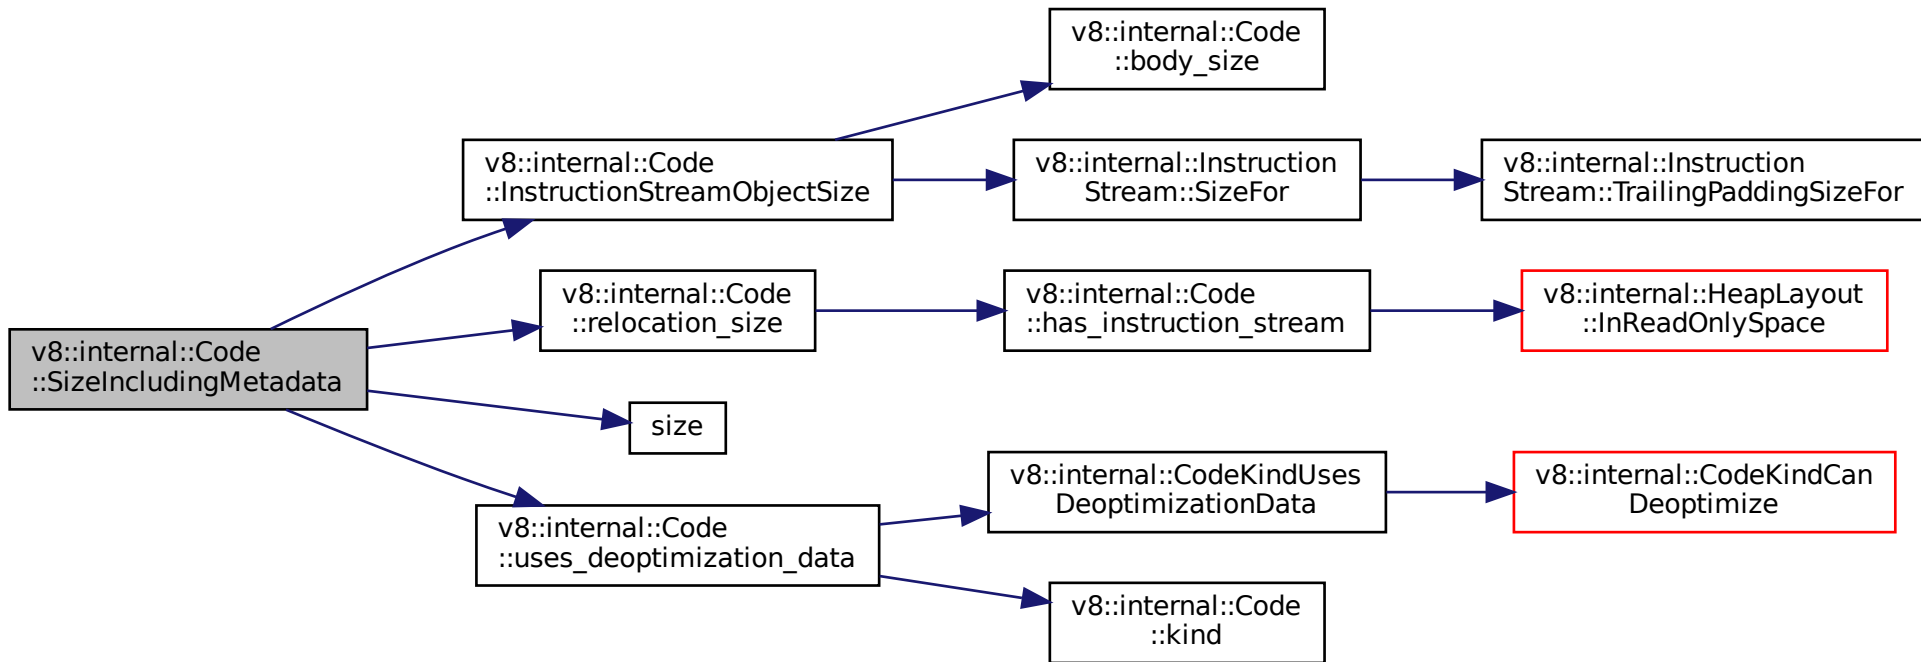 v8::internal::Code
::SizeIncludingMetadata
v8::internal::Code
::InstructionStreamObjectSize
v8::internal::Code
::body_size
v8::internal::Instruction
Stream::SizeFor
v8::internal::Instruction
Stream::TrailingPaddingSizeFor
v8::internal::Code
::relocation_size
v8::internal::Code
::has_instruction_stream
v8::internal::HeapLayout
::InReadOnlySpace
size
v8::internal::Code
::uses_deoptimization_data
v8::internal::CodeKindUses
DeoptimizationData
v8::internal::CodeKindCan
Deoptimize
v8::internal::Code
::kind